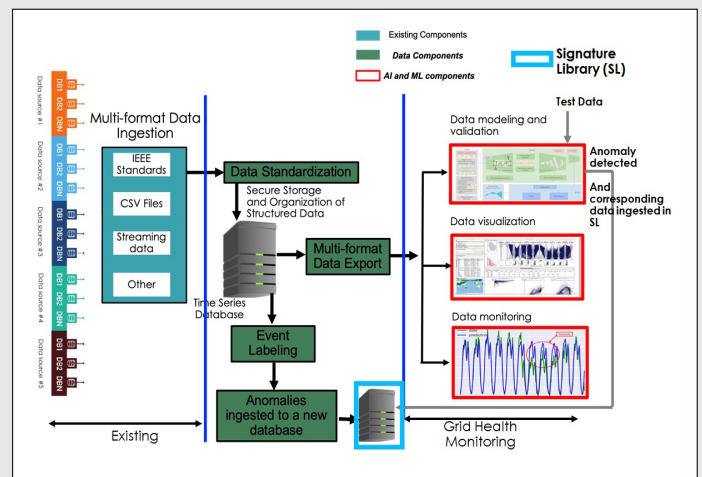 Existing Components
Data Components
AI and ML components
Signature
Library (SL)
Data source #1
DB1 DB2 DBN
Data source #2
DB1 DB2 DBN
Data source #3
DB1 DB2 DBN
Data source #4
DB1 DB2 DBN
Data source #5
DB1 DB2 DBN
Multi-format Data
Ingestion
IEEE
Standards
CSV Files
Streaming
data
Other
Data Standardization
Secure Storage
and Organization of
Structured Data
Time Series
Database
Multi-format
Data Export
Event
Labeling
Anomalies
ingested to a new
database
Test Data
Data modeling and
validation
Anomaly
detected
And
corresponding
data ingested in
SL
Data visualization
Data monitoring
Existing
Grid Health
Monitoring